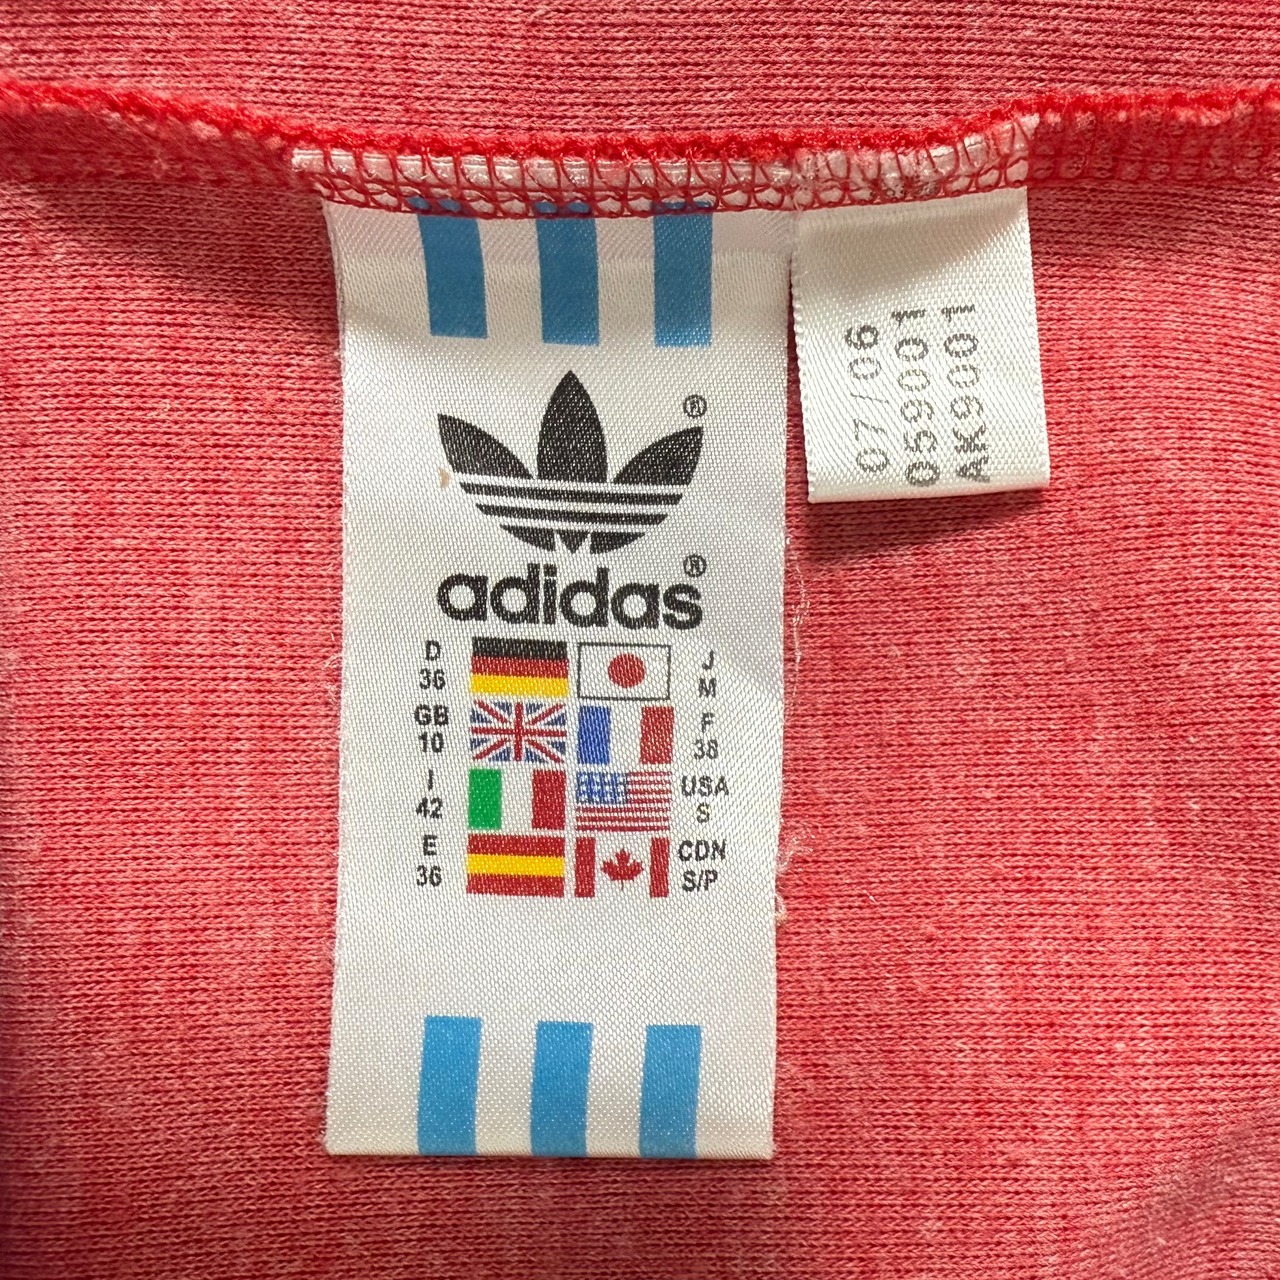 ®
adidas®
D
36
J
M
GB
10
F
38
I
42
USA
S
E
36
CDN
S/P
07/06
059001
AK9001